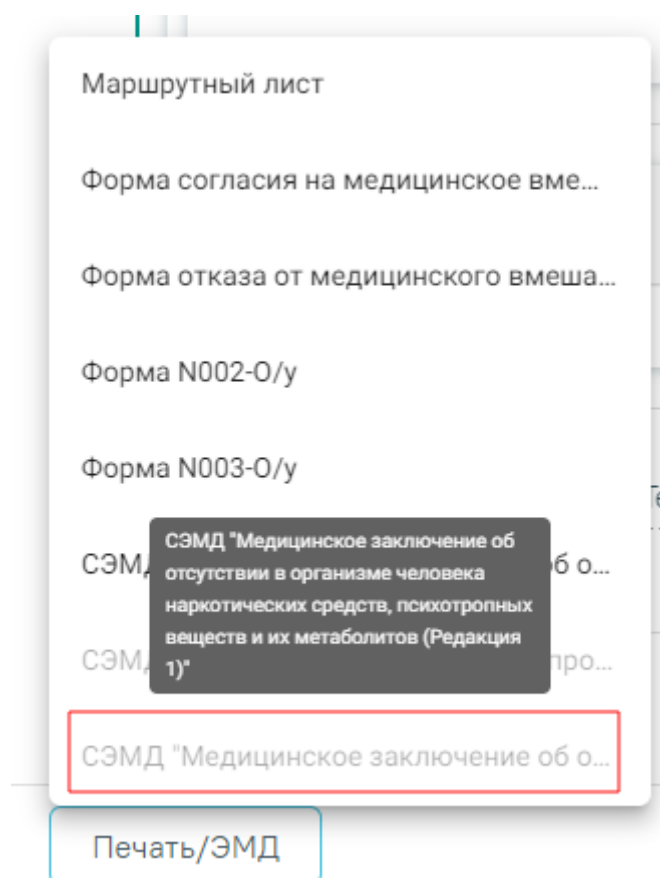 Маршрутный лист
Форма согласия на медицинское вме...
Форма отказа от медицинского вмеша...
Форма N002-О/у
Форма N003-О/у
СЭМД "Медицинское заключение об
отсутствии в организме человека
наркотических средств, психотропных
веществ и их метаболитов (Редакция
1)"
СЭМД б о...
СЭМД про...
СЭМД "Медицинское заключение об о...
Печать/ЭМД